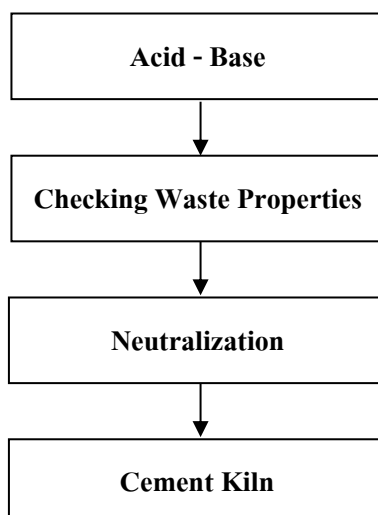 Acid - Base
Checking Waste Properties
Neutralization
Cement Kiln